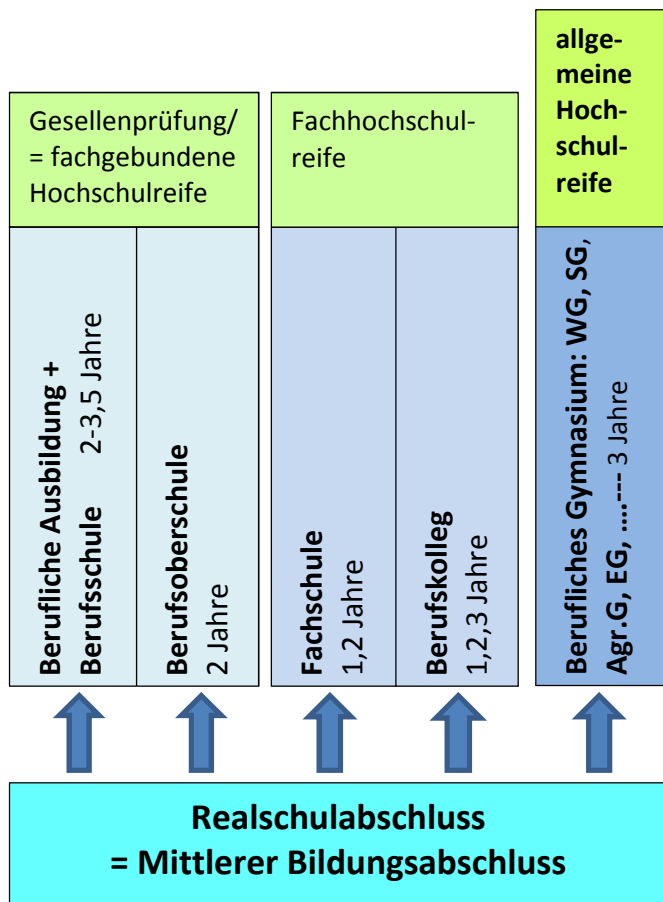 Gesellenprüfung/
= fachgebundene
Hochschulreife
Fachhochschul-
reife
allge-
meine
Hoch-
schul-
reife
Berufliche Ausbildung +
Berufsschule 2-3,5 Jahre
Berufsoberschule
2 Jahre
Fachschule
1,2 Jahre
Berufskolleg
1,2,3 Jahre
Berufliches Gymnasium: WG, SG,
Agr.G, EG, ....--- 3 Jahre
Realschulabschluss
= Mittlerer Bildungsabschluss